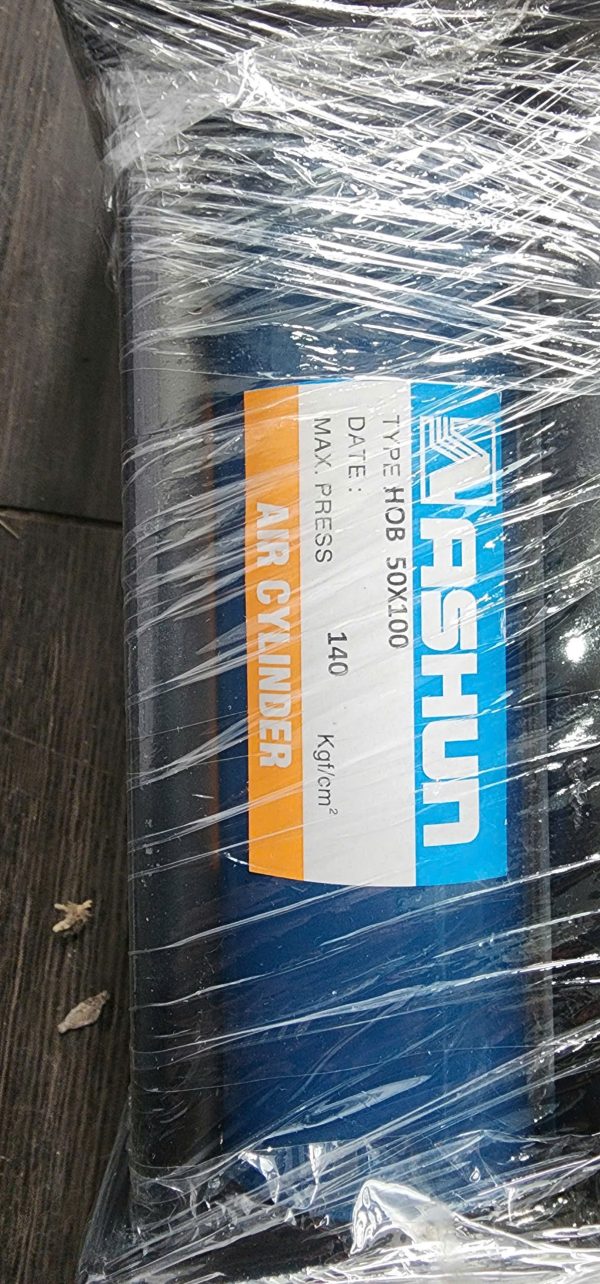 ASHUN
TYPE HOB 50X100
DATE :
MAX. PRESS 140 Kgf/cm²
AIR CYLINDER